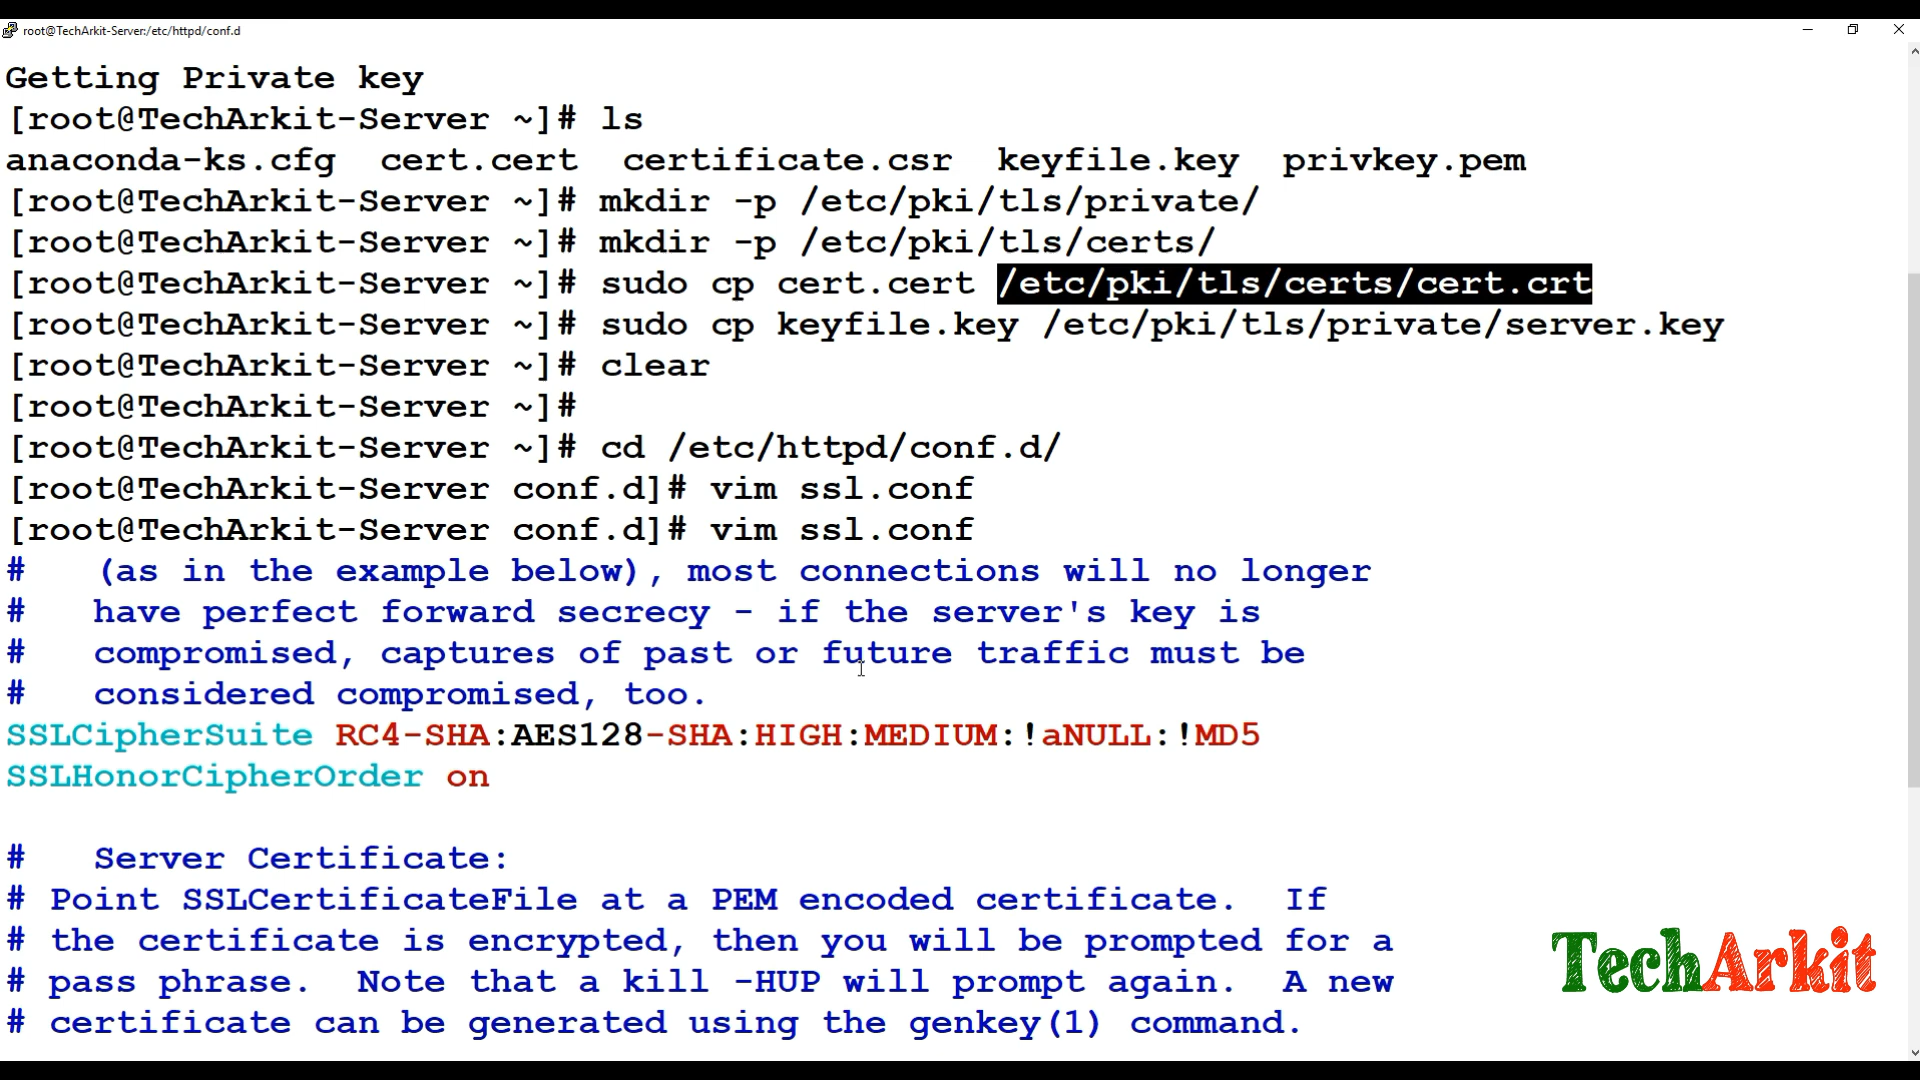 root@TechArkit-Server:/etc/httpd/conf.d
Getting Private key
[root@TechArkit-Server ~]# ls
anaconda-ks.cfg  cert.cert  certificate.csr  keyfile.key  privkey.pem
[root@TechArkit-Server ~]# mkdir -p /etc/pki/tls/private/
[root@TechArkit-Server ~]# mkdir -p /etc/pki/tls/certs/
[root@TechArkit-Server ~]# sudo cp cert.cert /etc/pki/tls/certs/cert.crt
[root@TechArkit-Server ~]# sudo cp keyfile.key /etc/pki/tls/private/server.key
[root@TechArkit-Server ~]# clear
[root@TechArkit-Server ~]#
[root@TechArkit-Server ~]# cd /etc/httpd/conf.d/
[root@TechArkit-Server conf.d]# vim ssl.conf
[root@TechArkit-Server conf.d]# vim ssl.conf
#   (as in the example below), most connections will no longer
#   have perfect forward secrecy - if the server's key is
#   compromised, captures of past or future traffic must be
#   considered compromised, too.
SSLCipherSuite RC4-SHA:AES128-SHA:HIGH:MEDIUM:!aNULL:!MD5
SSLHonorCipherOrder on
#   Server Certificate:
# Point SSLCertificateFile at a PEM encoded certificate.  If
# the certificate is encrypted, then you will be prompted for a
# pass phrase.  Note that a kill -HUP will prompt again.  A new
# certificate can be generated using the genkey(1) command.
TechArkit